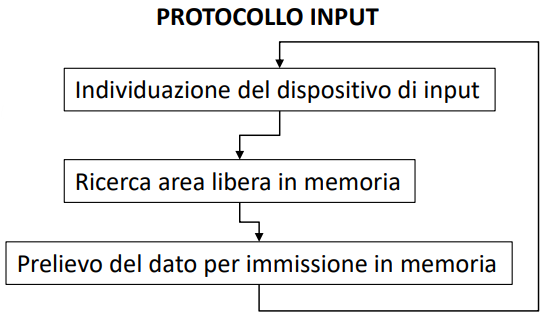 PROTOCOLLO INPUT
Individuazione del dispositivo di input
Ricerca area libera in memoria
Prelievo del dato per immissione in memoria